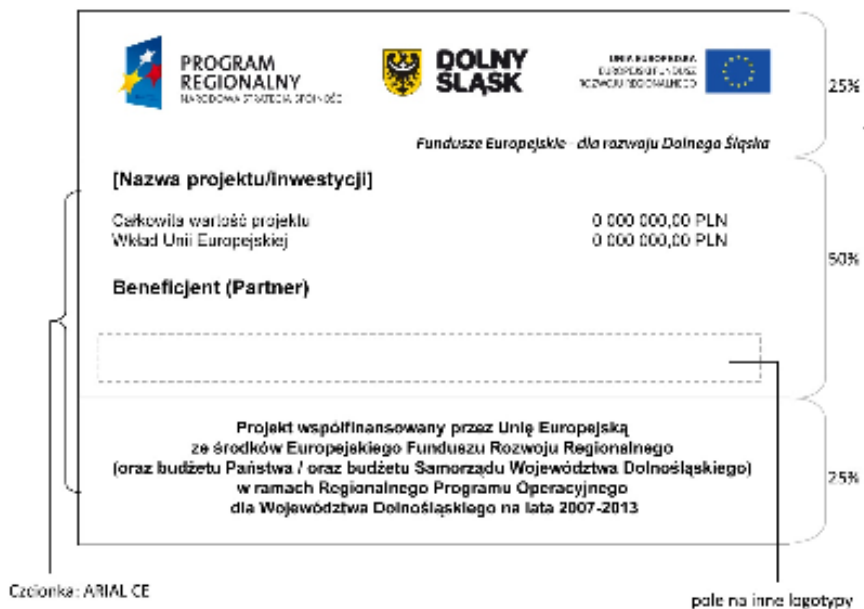 PROGRAM
REGIONALNY
NARODOWA STRATEGIA SPÓJNOŚCI
DOLNY
ŚLĄSK
UNIA EUROPEJSKA
EUROPEJSKI FUNDUSZ
ROZWOJU REGIONALNEGO
25%
Fundusze Europejskie - dla rozwoju Dolnego Śląska
[Nazwa projektu/inwestycji]
Całkowita wartość projektu 0 000 000,00 PLN
Wkład Unii Europejskiej 0 000 000,00 PLN
50%
Beneficjent (Partner)
Projekt współfinansowany przez Unię Europejską
ze środków Europejskiego Funduszu Rozwoju Regionalnego
(oraz budżetu Państwa / oraz budżetu Samorządu Województwa Dolnośląskiego)
w ramach Regionalnego Programu Operacyjnego
25%
dla Województwa Dolnośląskiego na lata 2007-2013
Czcionka: ARIAL CE
pole na inne logotypy